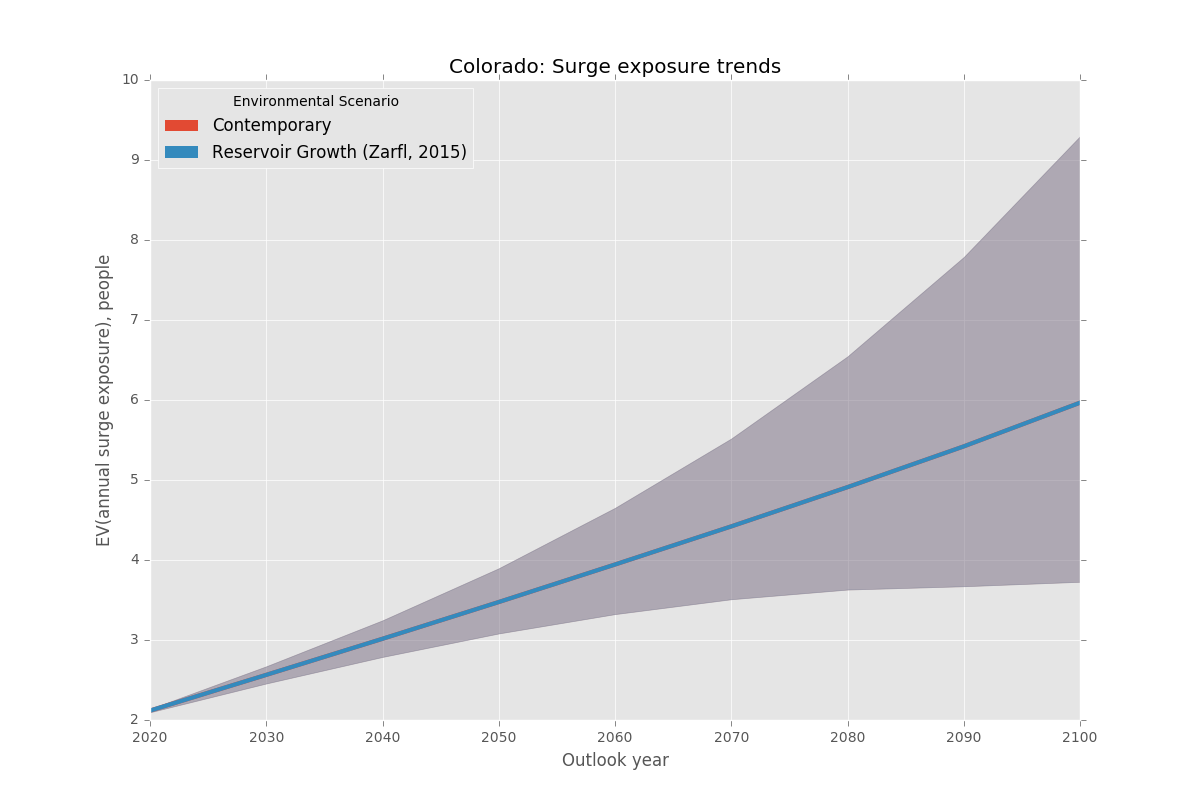 Colorado: Surge exposure trends
Environmental Scenario
Contemporary
Reservoir Growth (Zarfl, 2015)
EV(annual surge exposure), people
10
9
8
7
6
5
4
3
2
2020 2030 2040 2050 2060 2070 2080 2090 2100
Outlook year